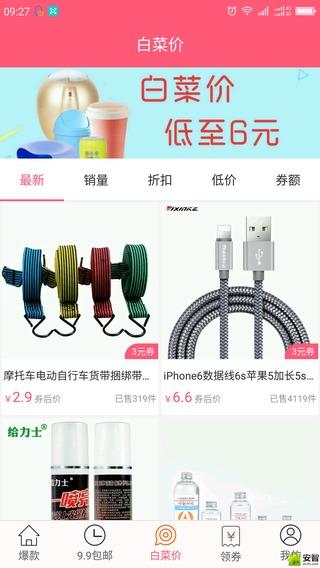 09:27
白菜价
白菜价
低至6元
最新 销量 折扣 低价 券额
PIXINKE
3元券 3元券
摩托车电动自行车货带捆绑带... iPhone6数据线6s苹果5加长5s...
¥2.9 券后价 已售319件 ¥6.6 券后价 已售4119件
给力士
一喷亮
爆款 9.9包邮 白菜价 领券 我的
安智